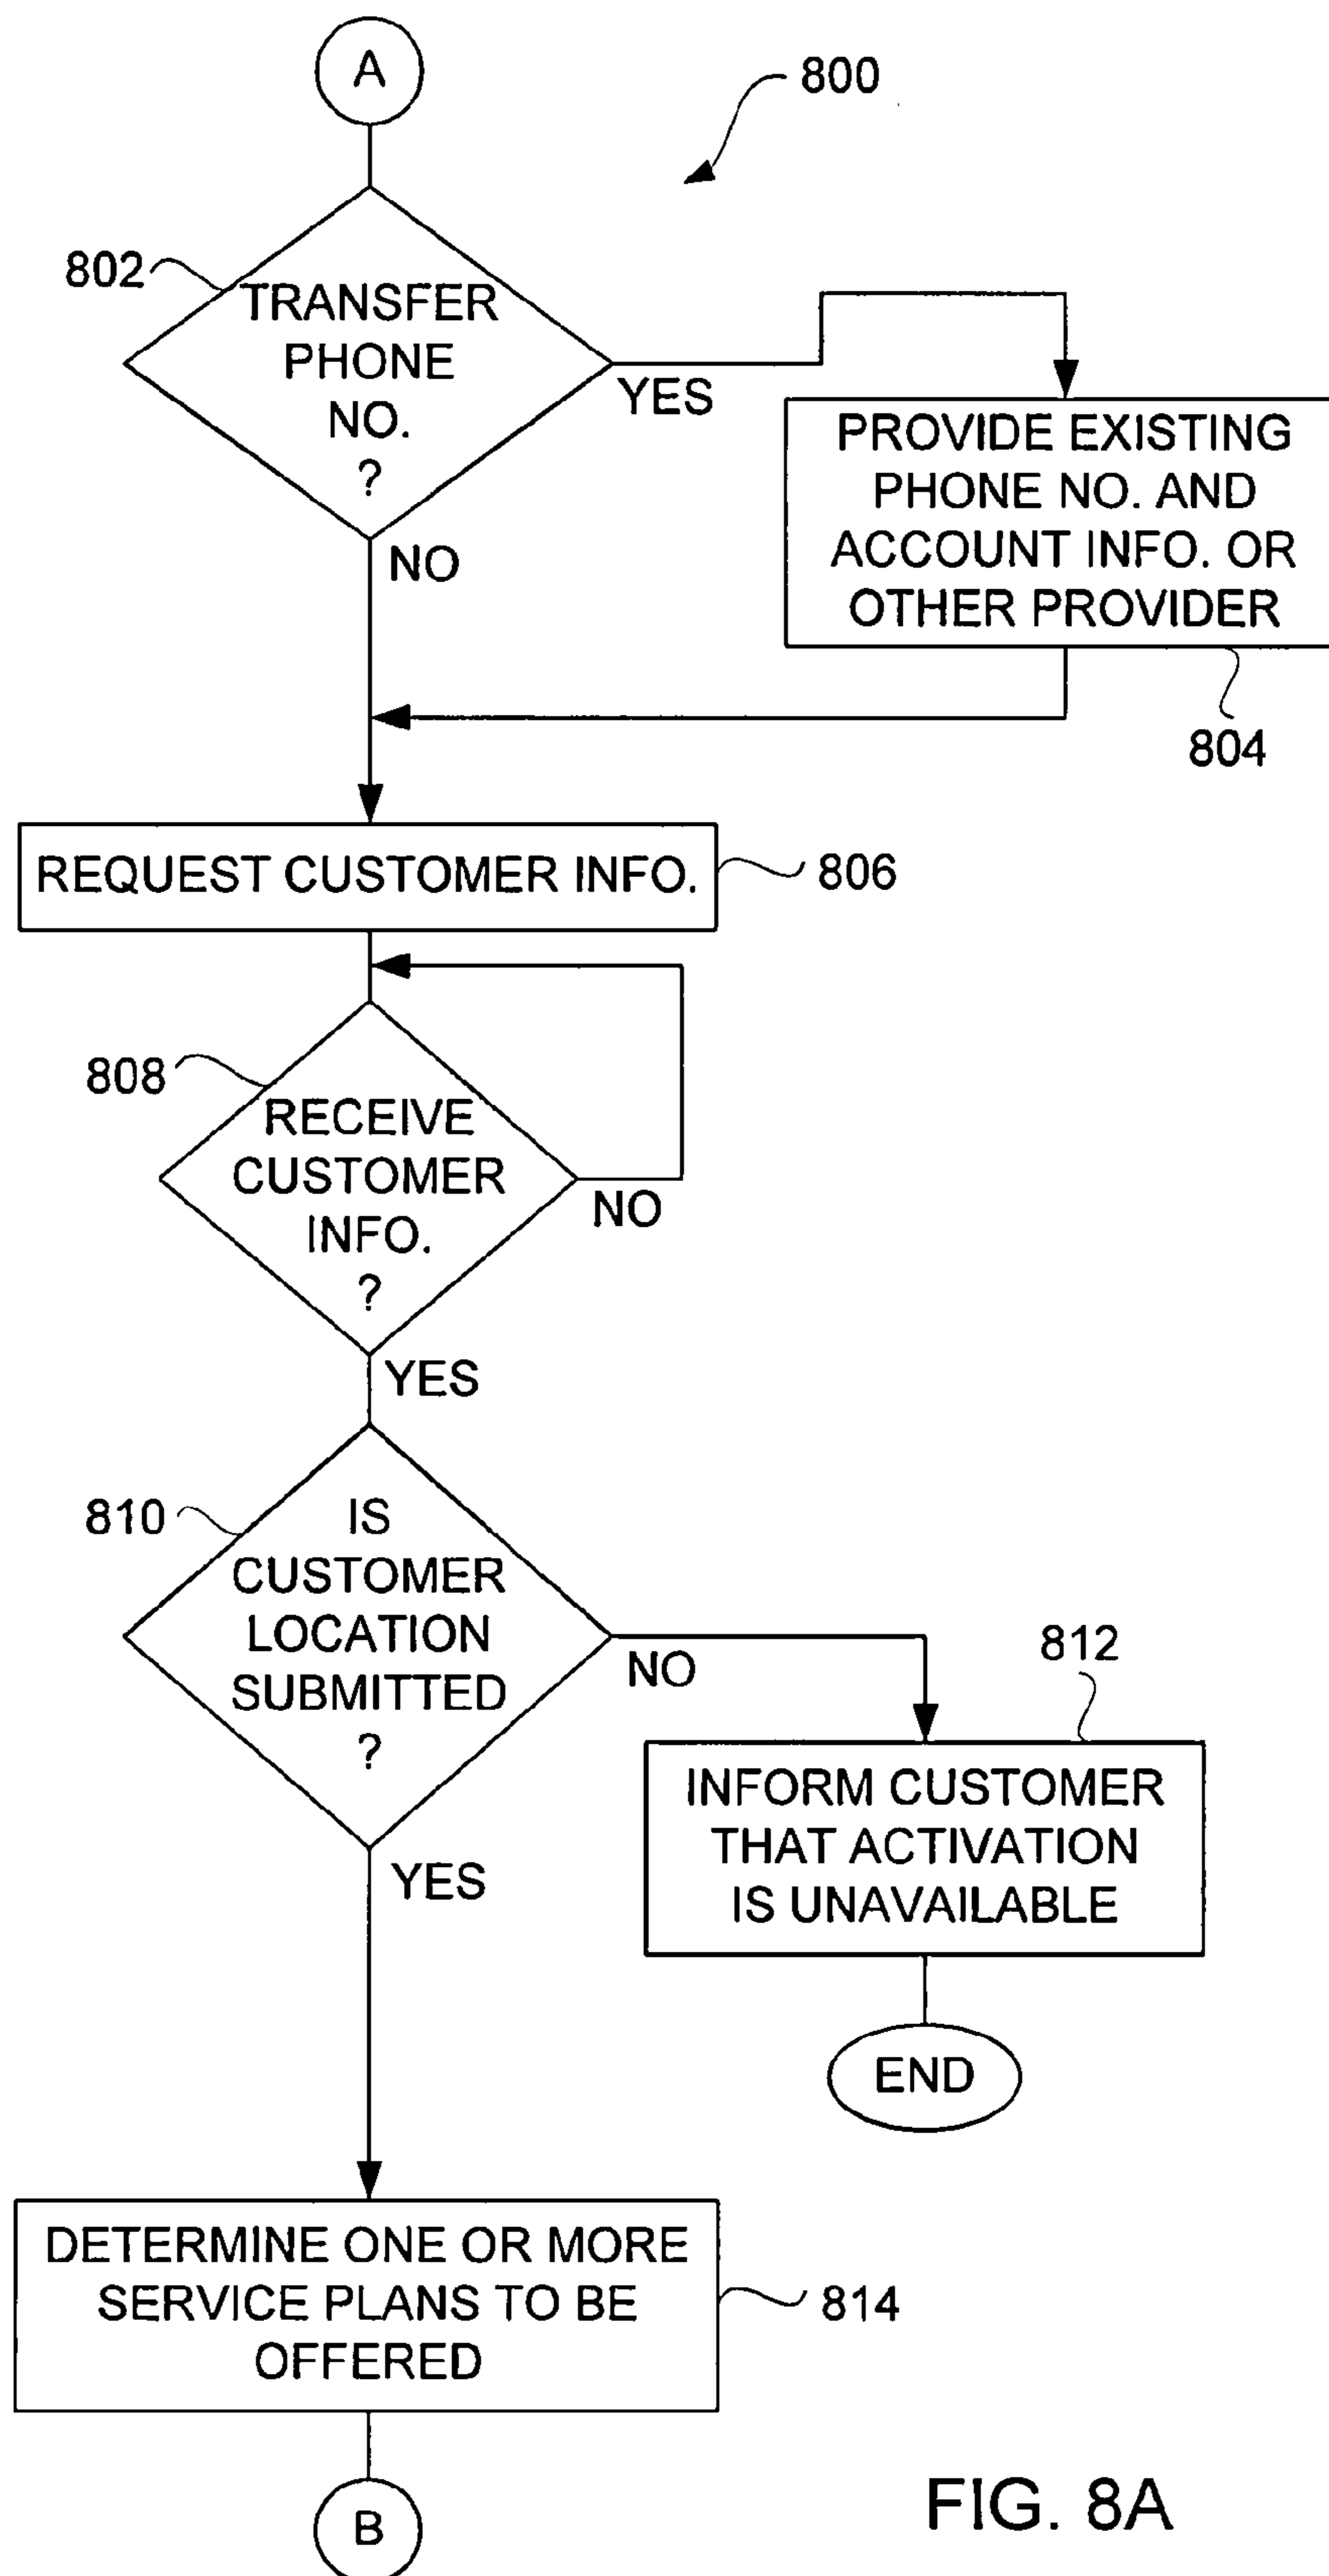 A
800
802
TRANSFER
PHONE
NO.
?
YES
NO
PROVIDE EXISTING
PHONE NO. AND
ACCOUNT INFO. OR
OTHER PROVIDER
804
REQUEST CUSTOMER INFO.
806
808
RECEIVE
CUSTOMER
INFO.
?
NO
YES
810
IS
CUSTOMER
LOCATION
SUBMITTED
?
NO
YES
812
INFORM CUSTOMER
THAT ACTIVATION
IS UNAVAILABLE
END
DETERMINE ONE OR MORE
SERVICE PLANS TO BE
OFFERED
814
B
FIG. 8A